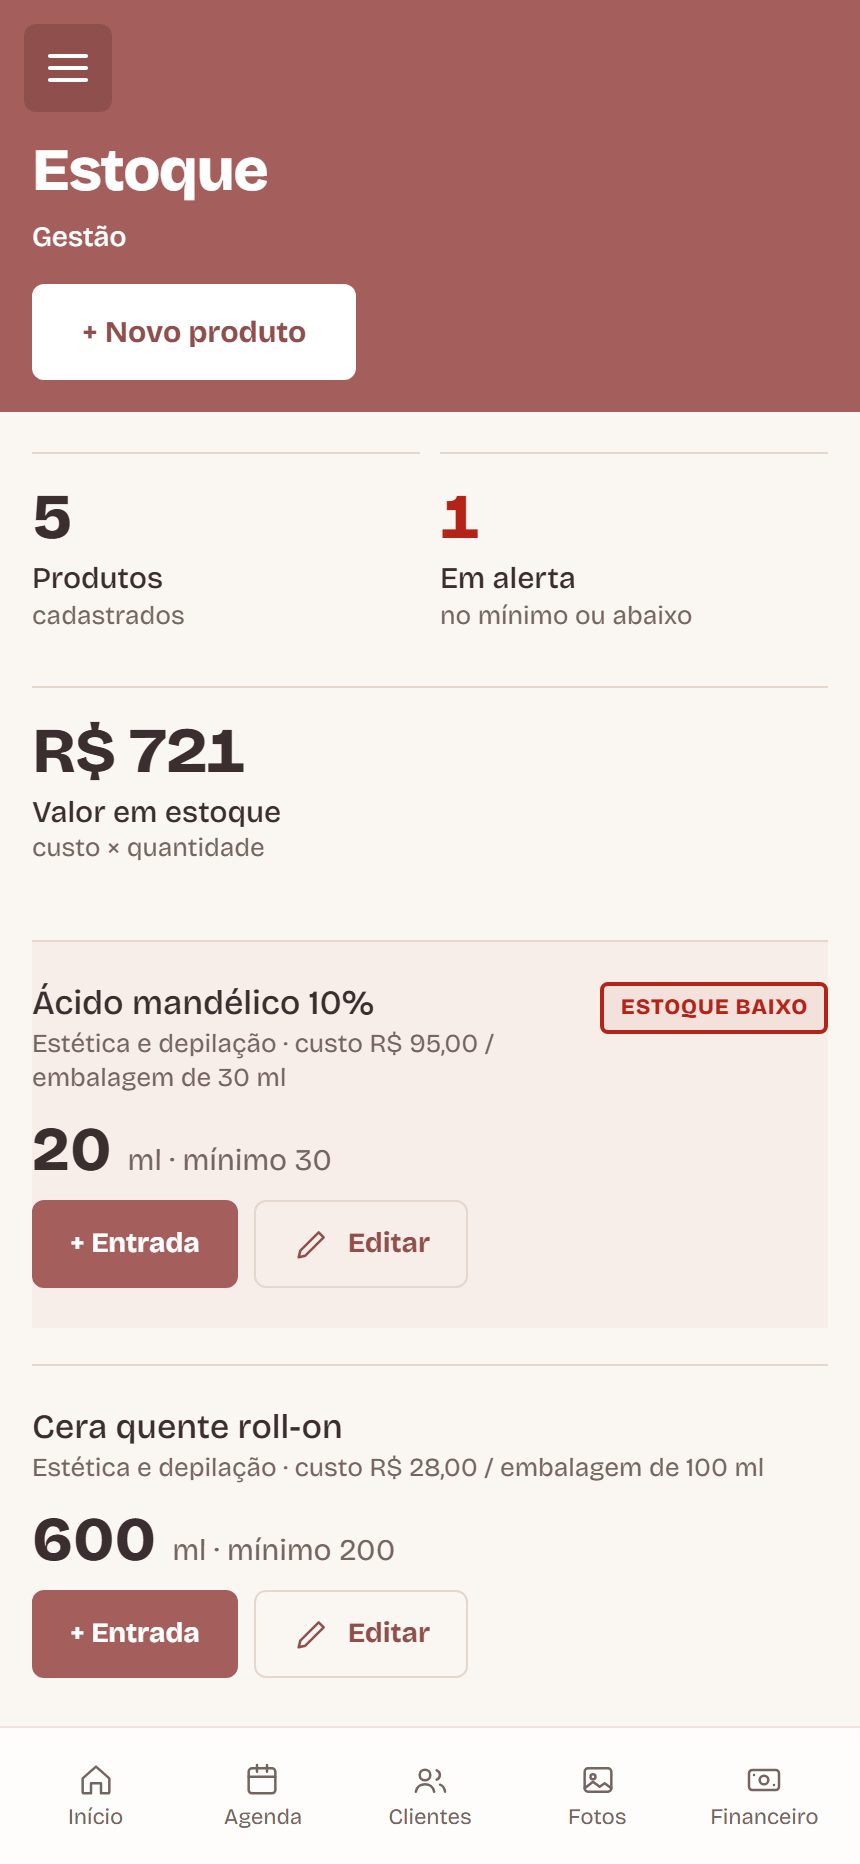 Estoque
Gestão
+ Novo produto
5
Produtos
cadastrados
1
Em alerta
no mínimo ou abaixo
R$ 721
Valor em estoque
custo × quantidade
Ácido mandélico 10%
ESTOQUE BAIXO
Estética e depilação · custo R$ 95,00 /
embalagem de 30 ml
20 ml · mínimo 30
+ Entrada
Editar
Cera quente roll-on
Estética e depilação · custo R$ 28,00 / embalagem de 100 ml
600 ml · mínimo 200
+ Entrada
Editar
Início
Agenda
Clientes
Fotos
Financeiro